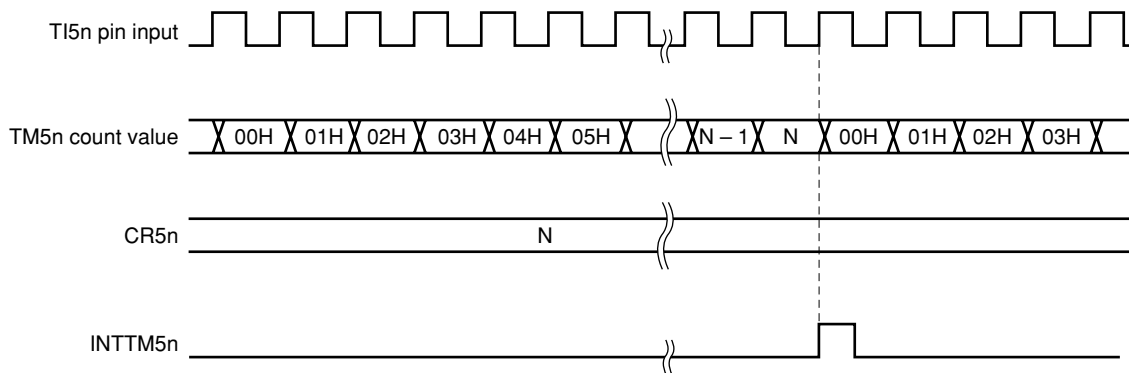 TI5n pin input
TM5n count value 00H 01H 02H 03H 04H 05H N – 1 N 00H 01H 02H 03H
CR5n N
INTTM5n